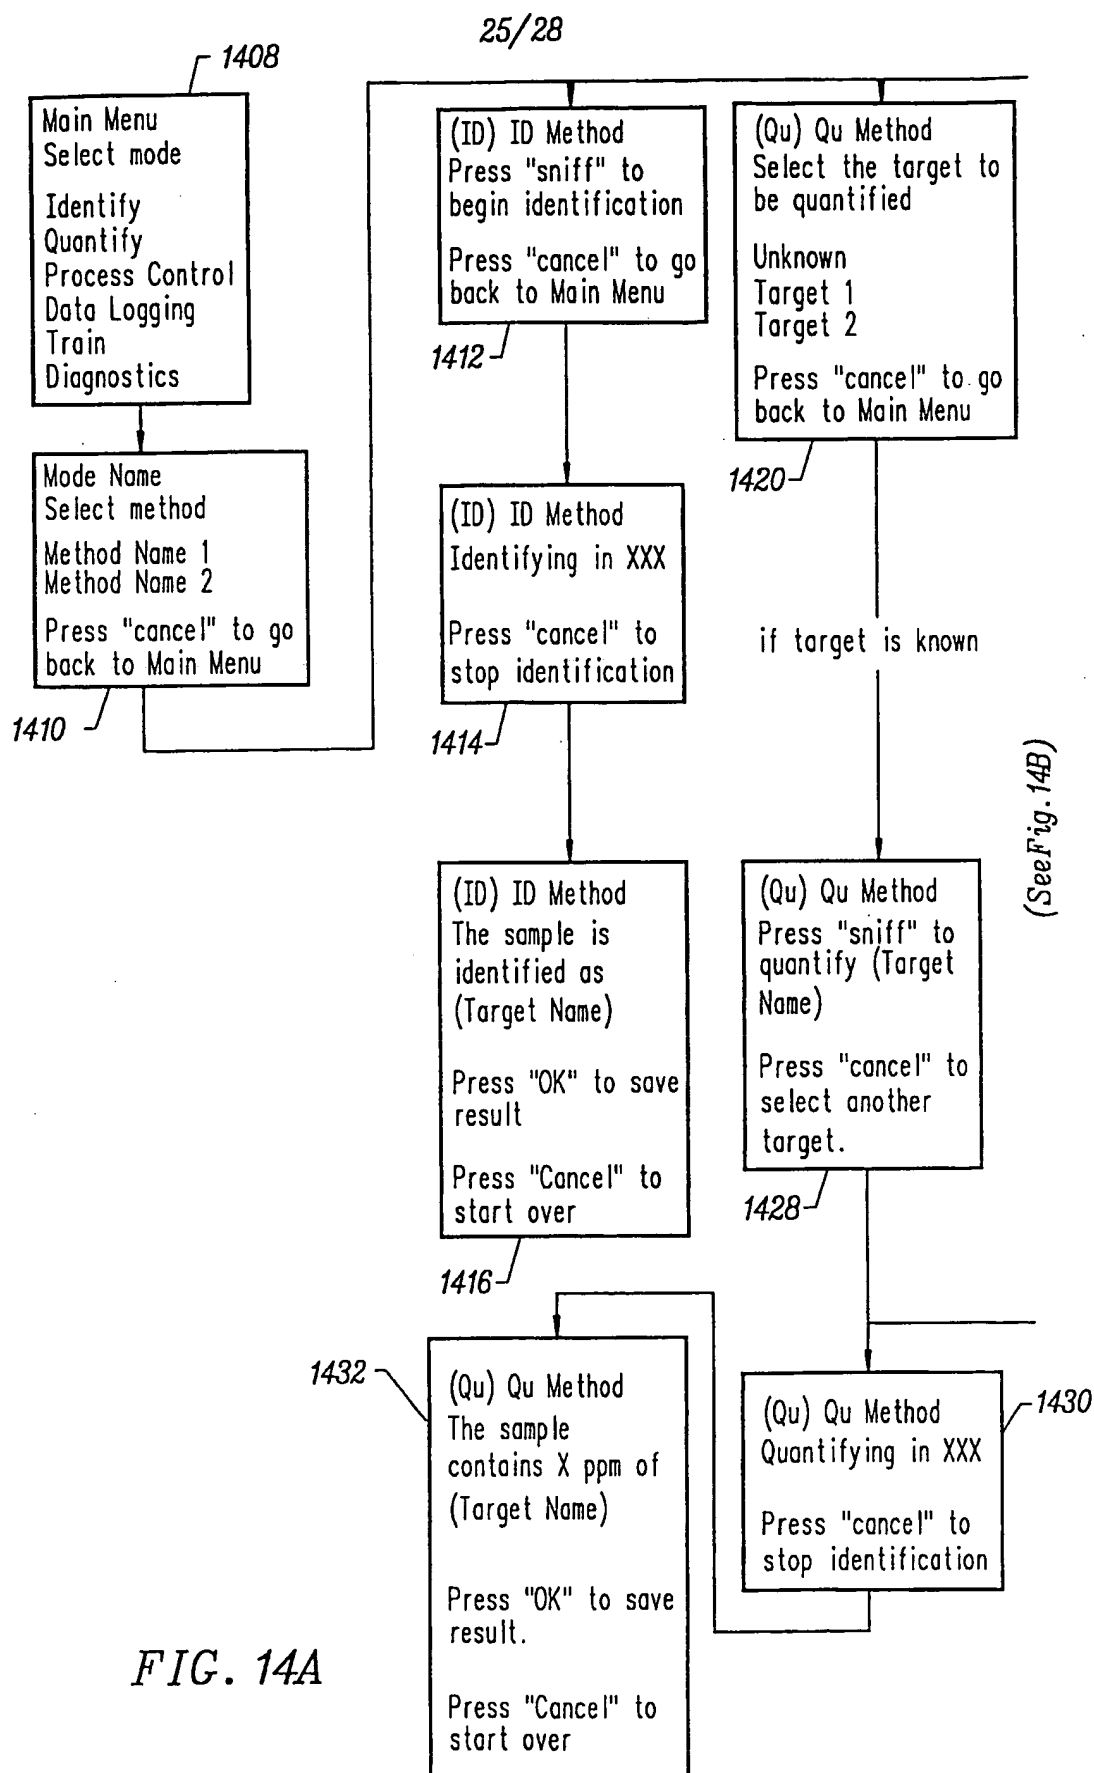 25/28
1408
Main Menu
Select mode
Identify
Quantify
Process Control
Data Logging
Train
Diagnostics
Mode Name
Select method
Method Name 1
Method Name 2
Press "cancel" to go
back to Main Menu
1410
(ID) ID Method
Press "sniff" to
begin identification
Press "cancel" to go
back to Main Menu
1412
(ID) ID Method
Identifying in XXX
Press "cancel" to
stop identification
1414
(ID) ID Method
The sample is
identified as
(Target Name)
Press "OK" to save
result
Press "Cancel" to
start over
1416
(Qu) Qu Method
Select the target to
be quantified
Unknown
Target 1
Target 2
Press "cancel" to go
back to Main Menu
1420
if target is known
(Qu) Qu Method
Press "sniff" to
quantify (Target
Name)
Press "cancel" to
select another
target.
1428
(Qu) Qu Method
Quantifying in XXX
Press "cancel" to
stop identification
1430
1432
(Qu) Qu Method
The sample
contains X ppm of
(Target Name)
Press "OK" to save
result.
Press "Cancel" to
start over
(See Fig. 14B)
FIG. 14A